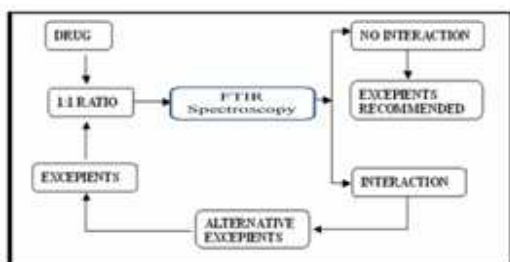 DRUG
NO INTERACTION
1:1 RATIO
FTIR
Spectroscopy
EXCEPIENTS
RECOMMENDED
EXCEPIENTS
INTERACTION
ALTERNATIVE
EXCEPIENTS